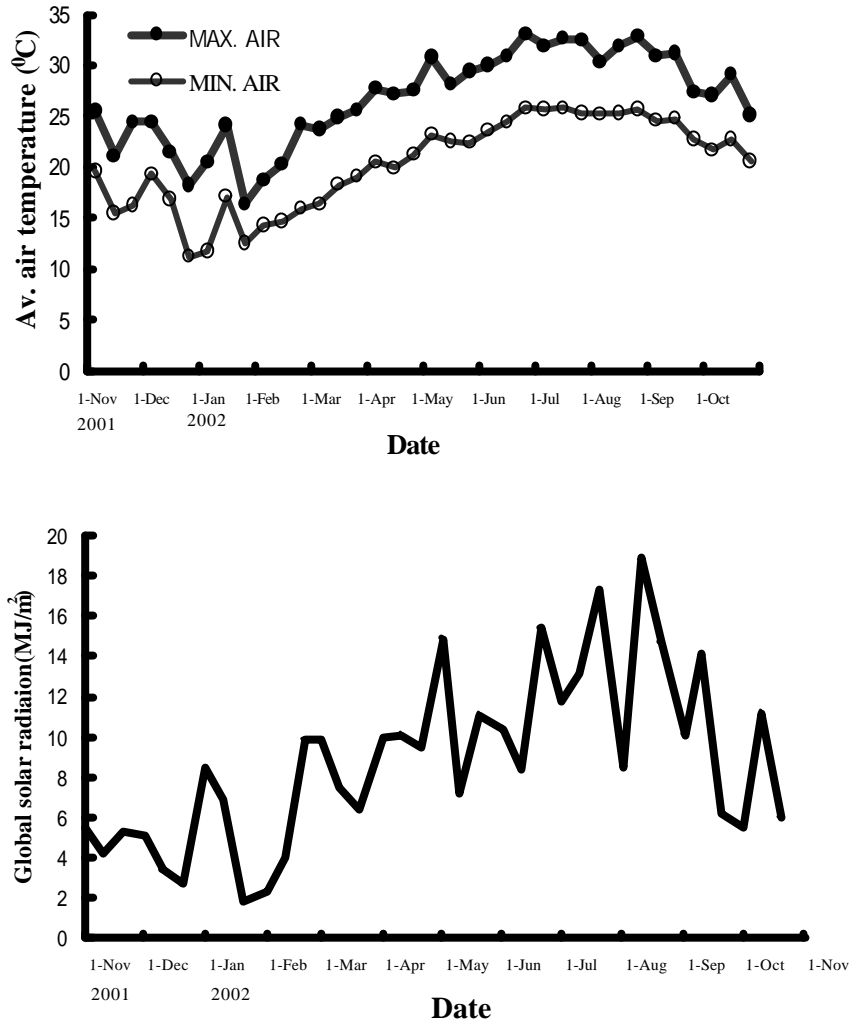 35
30
25
20
15
10
5
0
Av. air temperature (⁰C)
MAX. AIR
MIN. AIR
1-Nov 1-Dec 1-Jan 1-Feb 1-Mar 1-Apr 1-May 1-Jun 1-Jul 1-Aug 1-Sep 1-Oct
2001 2002
Date
20
18
16
14
12
10
8
6
4
2
0
Global solar radiaion(MJ/m²)
1-Nov 1-Dec 1-Jan 1-Feb 1-Mar 1-Apr 1-May 1-Jun 1-Jul 1-Aug 1-Sep 1-Oct 1-Nov
2001 2002
Date